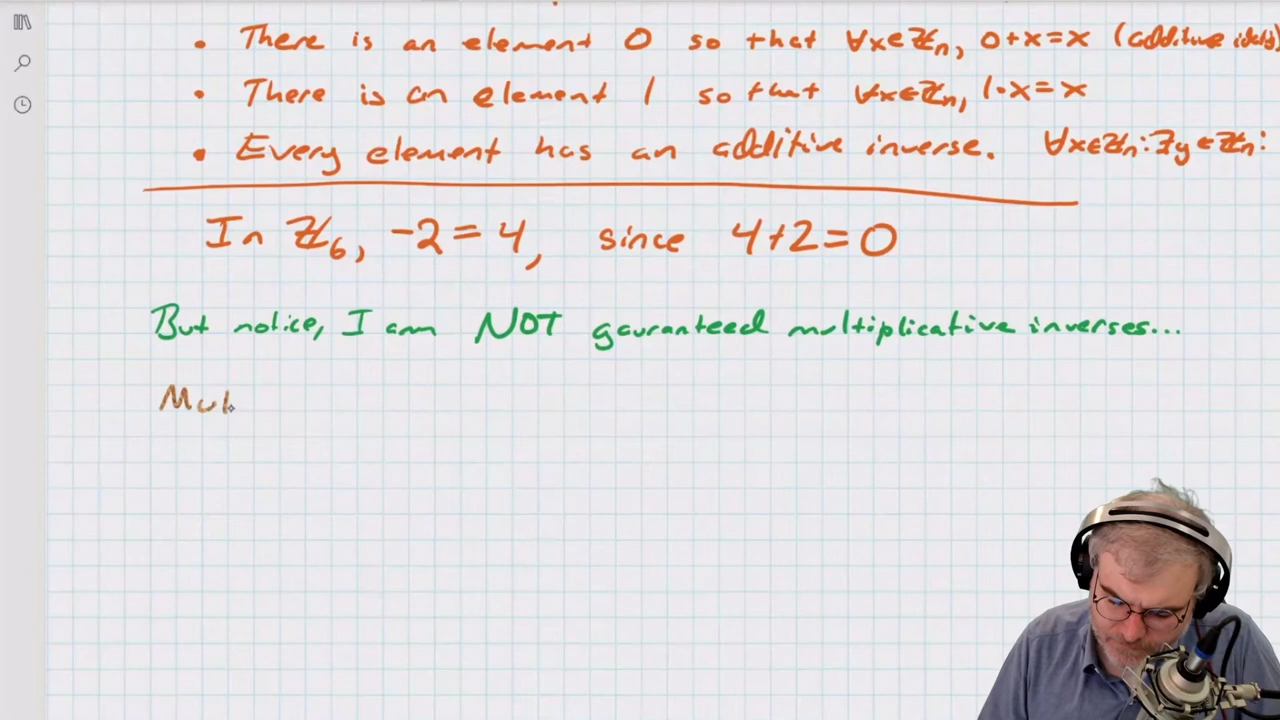 • There is an element 0 so that ∀x∈ℤₙ, 0+x=x (additive
• There is an element 1 so that ∀x∈ℤₙ, 1·x=x
• Every element has an additive inverse. ∀x∈ℤₙ:∃y∈ℤₙ:
In ℤ₆, -2=4, since 4+2=0
But notice, I am NOT gauranteed multiplicative inverses...
Mul